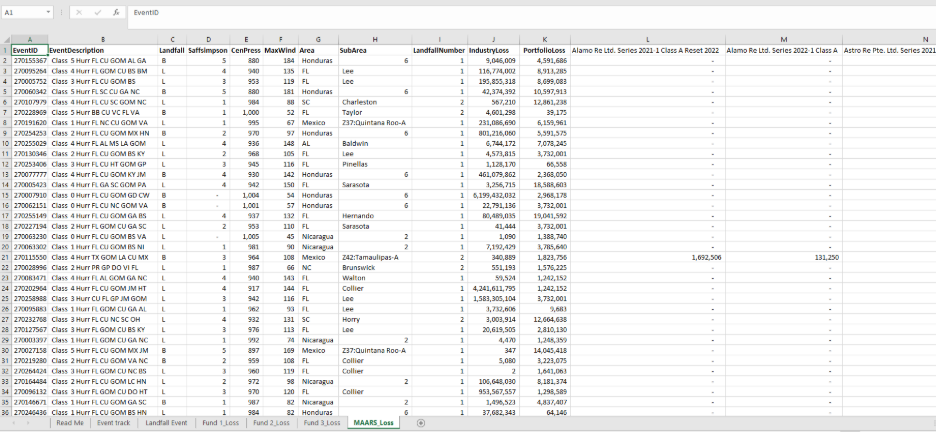 A1 EventID
A B C D E F G H I J K L M N
1 EventID EventDescription Landfall Saffsimpson CenPress MaxWind Area SubArea LandfallNumber IndustryLoss PortfolioLoss Alamo Re Ltd. Series 2021-1 Class A Reset 2022 Alamo Re Ltd. Series 2022-1 Class A Astro Re Pte. Ltd. Series 2021
2 270155367 Class 5 Hurr FL CU GOM AL GA B 5 880 184 Honduras 6 1 9,046,009 4,591,686 - -
3 270095264 Class 4 Hurr FL GOM CU BS BM L 4 940 135 FL Lee 1 116,774,002 8,913,285 - -
4 270005752 Class 3 Hurr FL CU GOM BS L 3 953 119 FL Lee 1 195,855,318 8,699,083 - -
5 270060342 Class 5 Hurr FL SC CU GA NC B 5 880 181 Honduras 6 1 42,374,392 10,597,913 - -
6 270107979 Class 4 Hurr FL CU SC GOM NC L 1 984 88 SC Charleston 2 567,210 12,861,238 - -
7 270228969 Class 5 Hurr BB CU VC FL VA B 1 1,000 52 FL Taylor 2 4,601,298 39,175 - -
8 270191620 Class 1 Hurr FL NC CU GOM VA L 1 995 67 Mexico Z37:Quintana Roo-A 1 231,086,690 6,159,961 - -
9 270254253 Class 2 Hurr FL CU GOM MX HN B 2 970 97 Honduras 6 1 801,216,060 5,591,575 - -
10 270255029 Class 4 Hurr FL AL MS LA GOM L 4 936 148 AL Baldwin 1 6,744,172 7,078,245 - -
11 270130346 Class 2 Hurr FL CU GOM BS KY L 2 968 105 FL Lee 1 4,573,815 3,732,001 - -
12 270253406 Class 3 Hurr FL CU HT GOM GP L 3 945 116 FL Pinellas 1 1,128,170 66,558 - -
13 270077777 Class 4 Hurr FL CU GOM KY JM B 4 930 142 Honduras 6 1 461,079,862 2,368,050 - -
14 270005423 Class 4 Hurr FL GA SC GOM PA L 4 942 150 FL Sarasota 1 3,256,715 18,588,603 - -
15 270007910 Class 0 Hurr FL CU GOM GD CW B - 1,004 54 Honduras 6 1 6,199,432,032 2,968,178 - -
16 270062151 Class 0 Hurr FL CU NC GOM VA B - 1,001 57 Honduras 6 1 22,791,136 3,732,001 - -
17 270255149 Class 4 Hurr FL CU GOM GA BS L 4 937 132 FL Hernando 1 80,489,035 19,041,592 - -
18 270227194 Class 2 Hurr FL GOM CU GA SC L 2 953 110 FL Sarasota 1 41,444 3,732,001 - -
19 270063230 Class 0 Hurr FL CU GOM BS VA L - 1,005 45 Nicaragua 2 1 1,090 1,388,740 - -
20 270063302 Class 1 Hurr FL CU GOM BS NI L 1 981 90 Nicaragua 2 1 7,192,429 3,785,640 - -
21 270115550 Class 4 Hurr TX GOM LA CU MX B 3 964 108 Mexico Z42:Tamaulipas-A 2 340,889 1,823,756 1,692,506 131,250
22 270028996 Class 2 Hurr PR GP DO VI FL L 1 987 66 NC Brunswick 2 551,193 1,576,225 - -
23 270083471 Class 4 Hurr FL AL GOM GA NC L 4 940 143 FL Walton 1 59,524 1,242,152 - -
24 270202964 Class 4 Hurr FL CU GOM JM HT L 4 917 144 FL Collier 1 4,241,611,795 1,242,152 - -
25 270258988 Class 3 Hurr CU FL GP JM GOM L 3 942 116 FL Lee 1 1,583,305,104 3,732,001 - -
26 270095883 Class 1 Hurr FL GOM CU GA AL L 1 962 93 FL Lee 1 3,732,606 9,683 - -
27 270232768 Class 3 Hurr FL CU NC SC OH L 4 932 131 SC Horry 2 3,003,914 12,664,638 - -
28 270127567 Class 3 Hurr FL GOM CU BS KY L 3 976 113 FL Lee 1 20,619,505 2,810,130 - -
29 270003397 Class 1 Hurr FL GOM CU GA NC L 1 992 74 Nicaragua 2 1 4,470 1,248,359 - -
30 270027158 Class 5 Hurr FL CU GOM MX JM B 5 897 169 Mexico Z37:Quintana Roo-A 1 347 14,045,418 - -
31 270219280 Class 2 Hurr FL CU GOM VA NC B 2 959 108 FL Collier 2 5,080 3,223,075 - -
32 270264424 Class 3 Hurr FL GOM CU NC BS L 3 960 119 FL Collier 1 2 1,641,063 - -
33 270164484 Class 2 Hurr FL CU GOM LC HN L 2 972 98 Nicaragua 2 1 106,648,030 8,181,374 - -
34 270096132 Class 3 Hurr FL GOM CU DO HT L 3 970 120 FL Collier 1 953,567,557 1,298,589 - -
35 270146671 Class 1 Hurr FL CU GOM GA SC B 1 987 82 Nicaragua 2 1 1,496,523 4,837,407 - -
36 270246436 Class 1 Hurr FL CU GOM BS HN L 1 984 82 Honduras 6 1 37,682,343 64,146 - -
Read Me Event track Landfall Event Fund 1_Loss Fund 2_Loss Fund 3_Loss MAARS_Loss